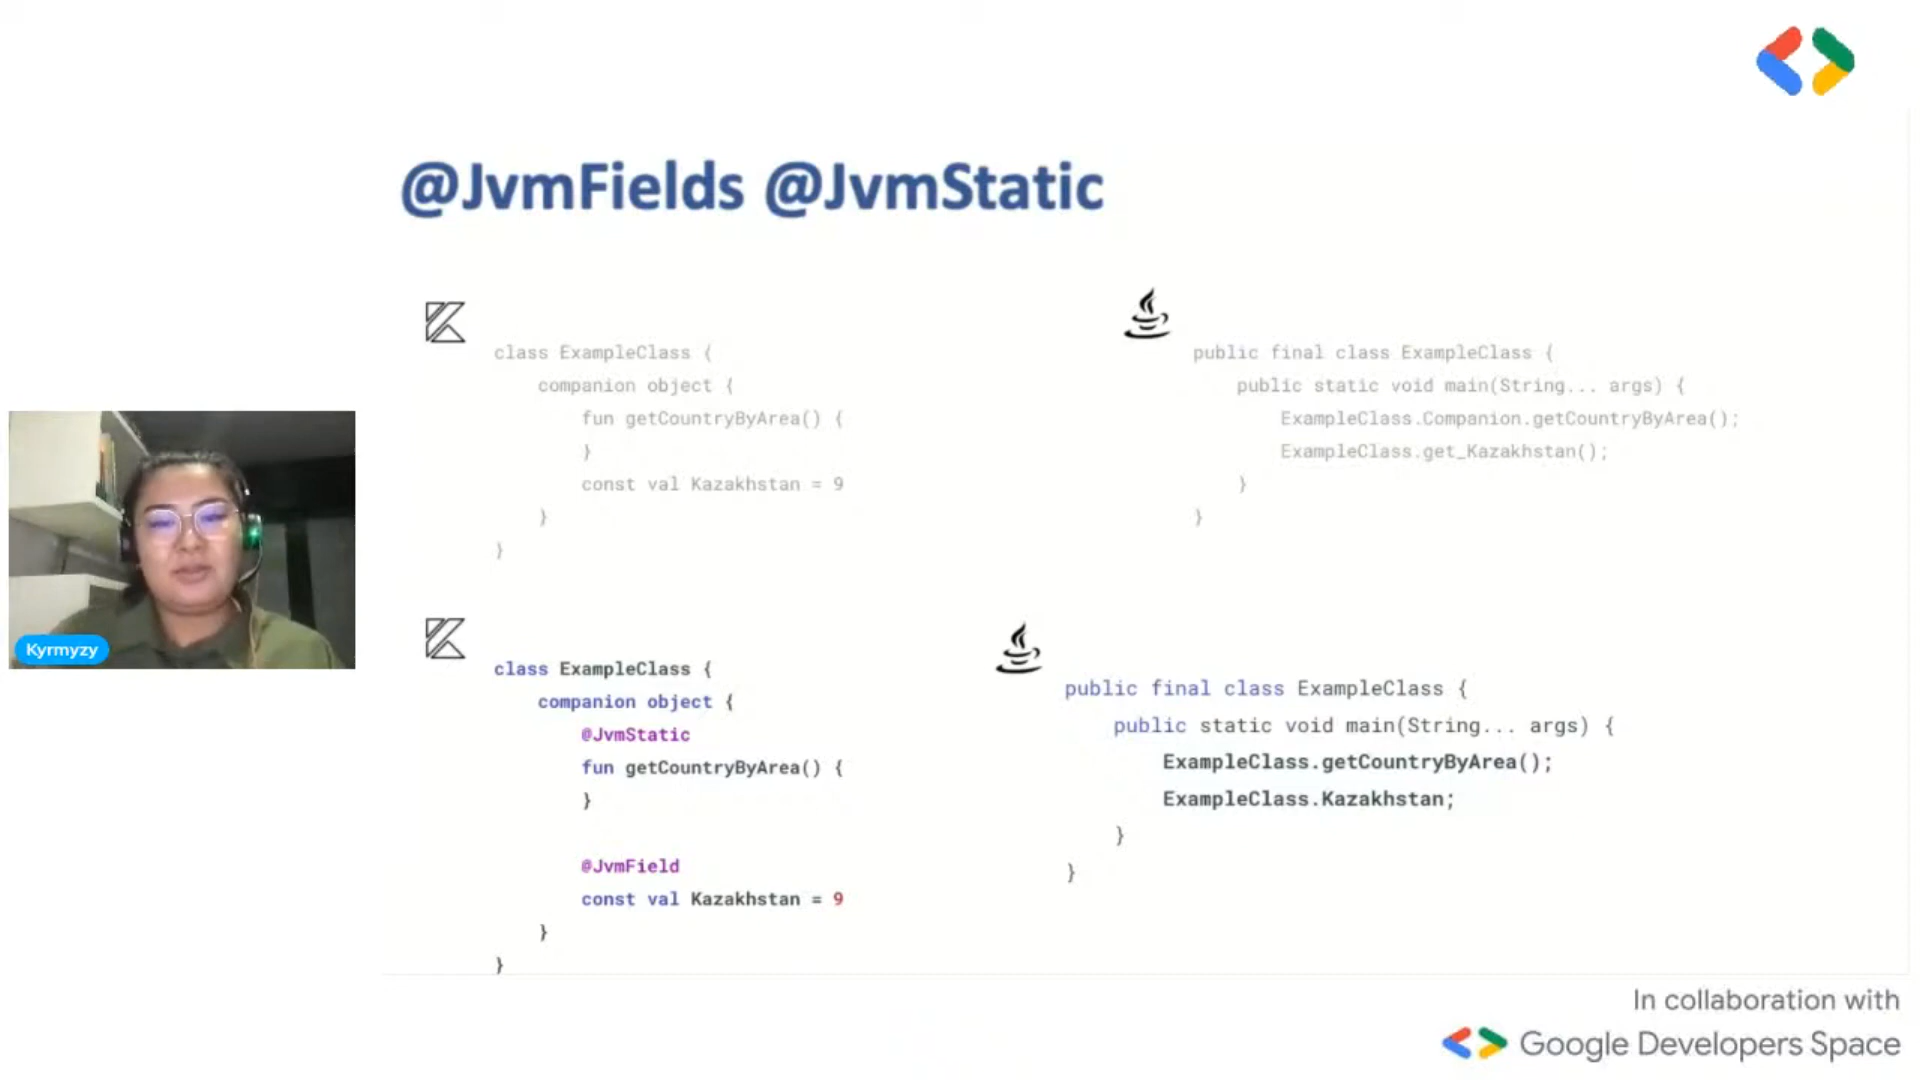 @JvmFields @JvmStatic
class ExampleClass {
companion object {
fun getCountryByArea() {
}
const val Kazakhstan = 9
}
}
public final class ExampleClass {
public static void main(String... args) {
ExampleClass.Companion.getCountryByArea();
ExampleClass.get_Kazakhstan();
}
}
Kyrmyzy
class ExampleClass {
companion object {
@JvmStatic
fun getCountryByArea() {
}
@JvmField
const val Kazakhstan = 9
}
}
public final class ExampleClass {
public static void main(String... args) {
ExampleClass.getCountryByArea();
ExampleClass.Kazakhstan;
}
}
In collaboration with
Google Developers Space